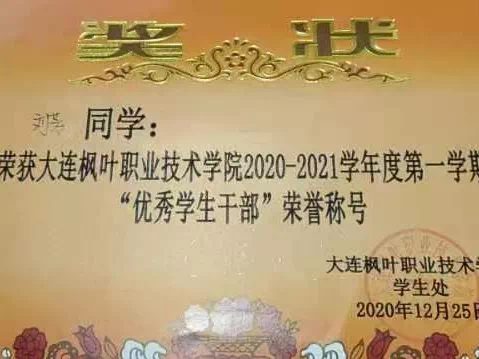 奖状
同学：
荣获大连枫叶职业技术学院2020-2021学年度第一学期
“优秀学生干部”荣誉称号
大连枫叶职业技术学
学生处
2020年12月25日